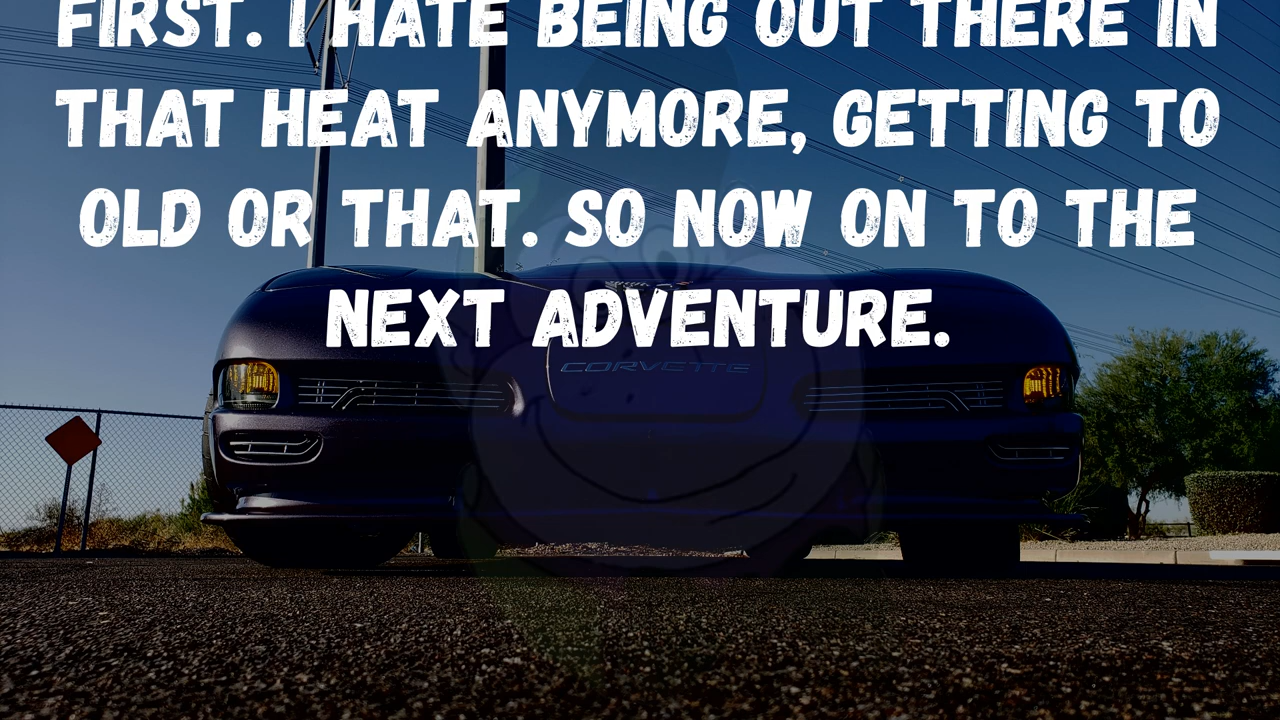 FIRST. I HATE BEING OUT THERE IN
THAT HEAT ANYMORE, GETTING TO
OLD OR THAT. SO NOW ON TO THE
NEXT ADVENTURE.
CORVETTE